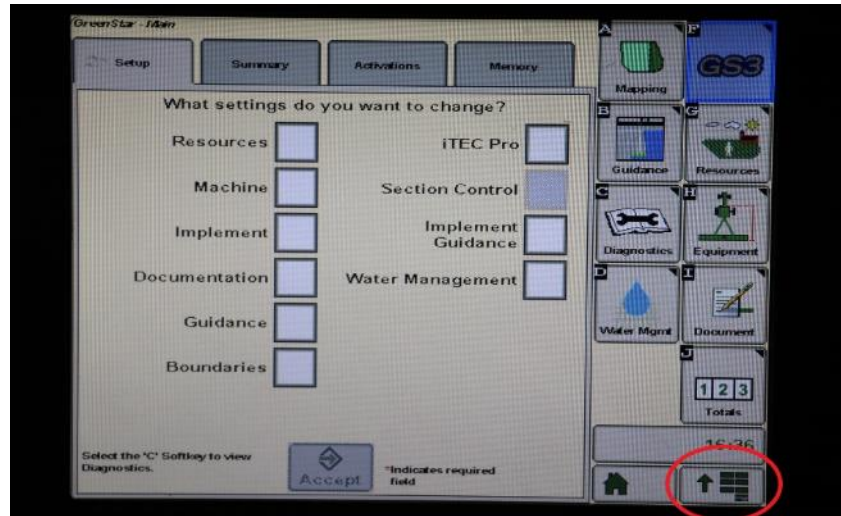 GreenStar - Main
Setup
Summary
Activations
Memory
What settings do you want to change?
Resources
iTEC Pro
Machine
Section Control
Implement
Implement
Guidance
Documentation
Water Management
Guidance
Boundaries
Select the 'C' Softkey to view
Diagnostics.
Accept
*Indicates required
field
A
Mapping
F
GS3
B
Guidance
G
Resources
C
Diagnostics
H
Equipment
D
Water Mgmt
I
Document
J
1 2 3
Totals
16:36